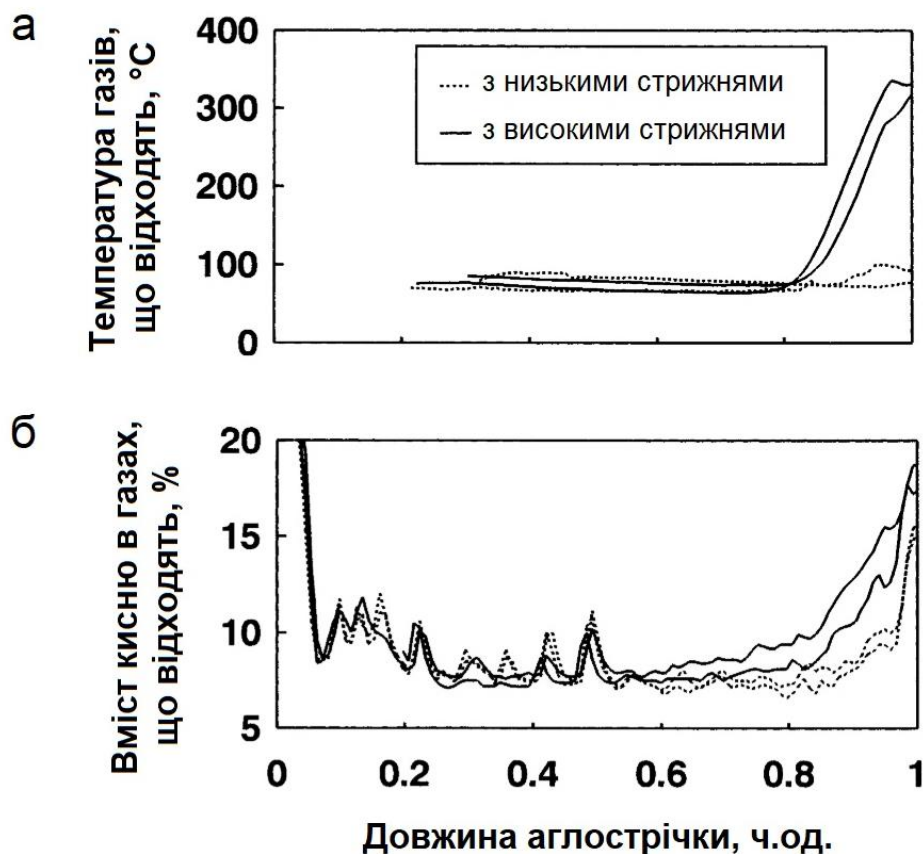 а
Температура газів,
що відходять, °C
400
300
200
100
0
з низькими стрижнями
з високими стрижнями
б
Вміст кисню в газах,
що відходять, %
20
15
10
5
0 0.2 0.4 0.6 0.8 1
Довжина аглострічки, ч.од.